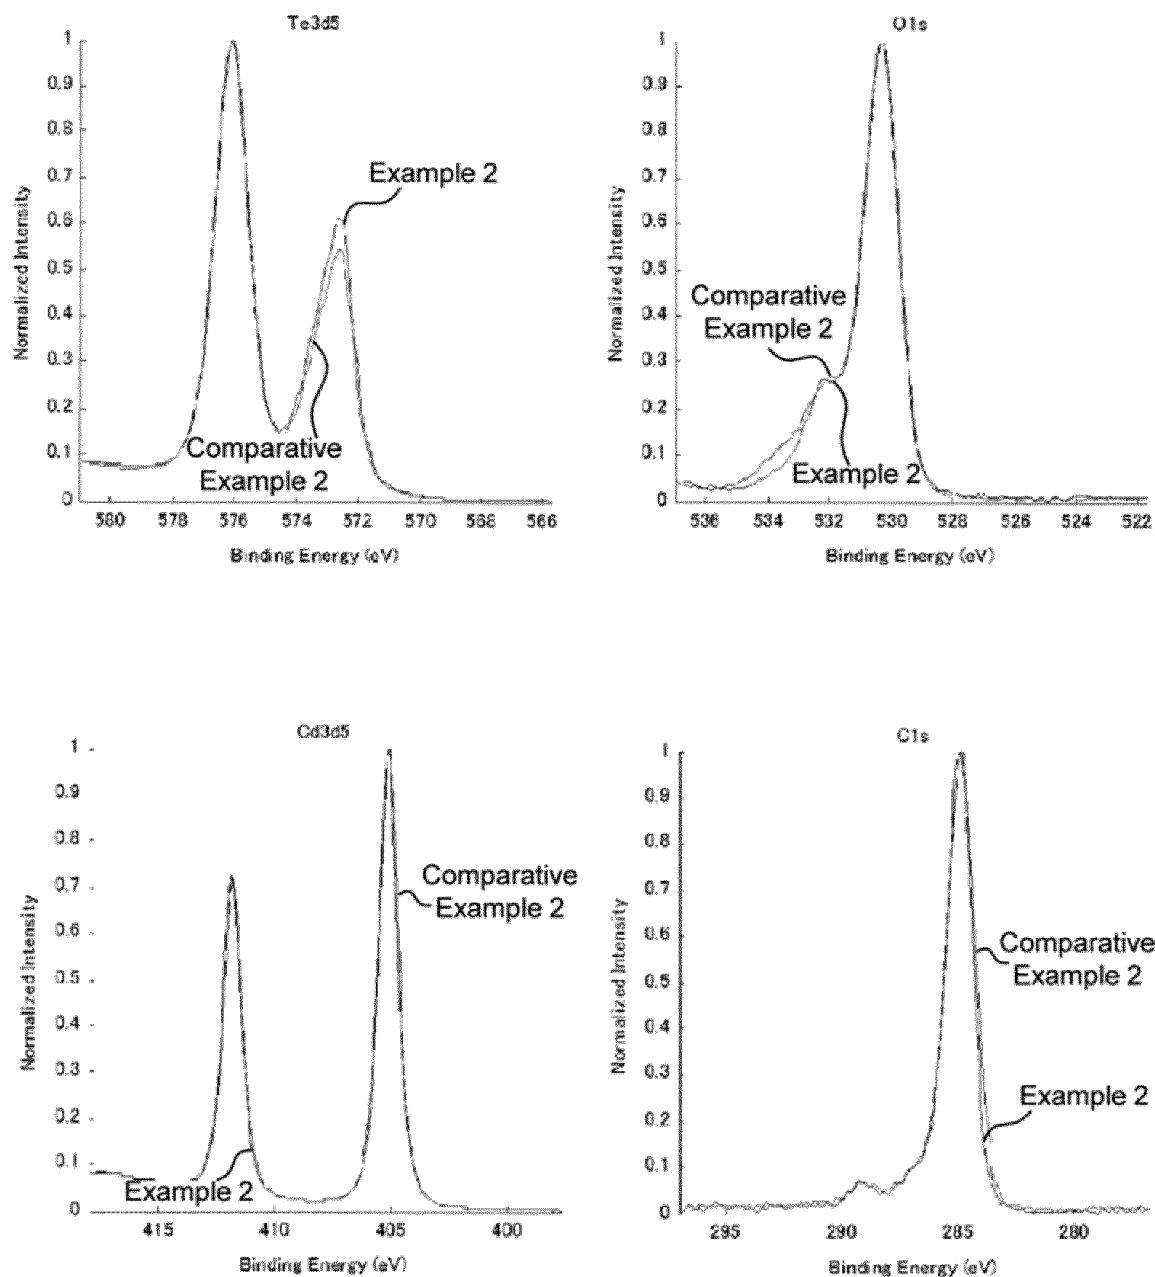 Te3d5
1
0.9
0.8
0.7
0.6
0.5
0.4
0.3
0.2
0.1
0
Normalized Intensity
Example 2
Comparative
Example 2
580 578 576 574 572 570 568 566
Binding Energy (eV)
O1s
1
0.9
0.8
0.7
0.6
0.5
0.4
0.3
0.2
0.1
0
Normalized Intensity
Comparative
Example 2
Example 2
536 534 532 530 528 526 524 522
Binding Energy (eV)
Cd3d5
1
0.9
0.8
0.7
0.6
0.5
0.4
0.3
0.2
0.1
0
Normalized Intensity
Comparative
Example 2
Example 2
415 410 405 400
Binding Energy (eV)
C1s
1
0.9
0.8
0.7
0.6
0.5
0.4
0.3
0.2
0.1
0
Normalized Intensity
Comparative
Example 2
Example 2
295 290 285 280
Binding Energy (eV)